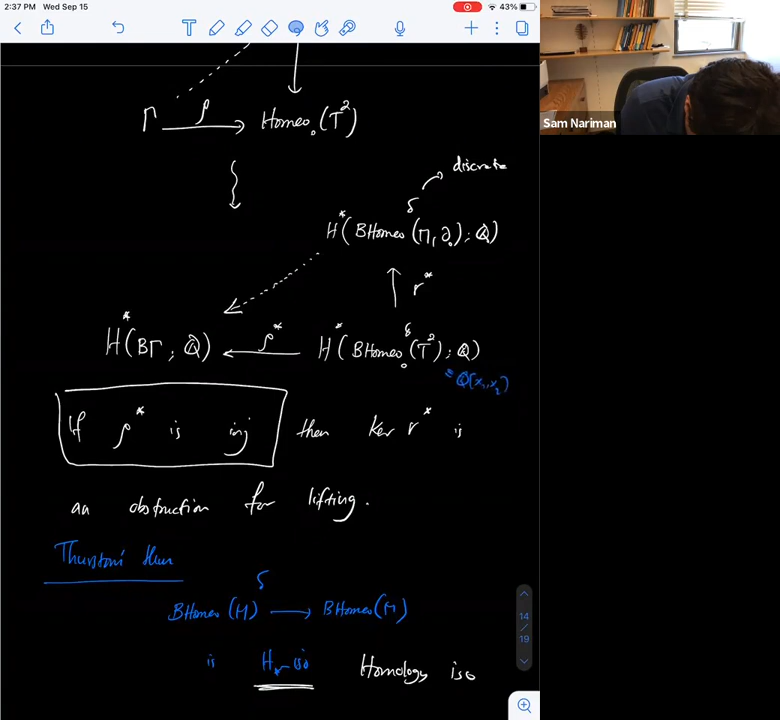 2:37 PM Wed Sep 15
43%
Sam Nariman
Γ ρ Homeo₀(T²)
discrete
H*(BHomeo^δ(M,∂₀);ℚ)
r*
H*(BΓ;ℚ) ρ* H*(BHomeo₀^δ(T²);ℚ)
≅ ℚ[x₁,x₂]
If ρ* is inj then ker r* is
an obstruction for lifting.
Thurston's thm
BHomeo^δ(M) → BHomeo(M)
is H*-iso Homology iso
14
/
19